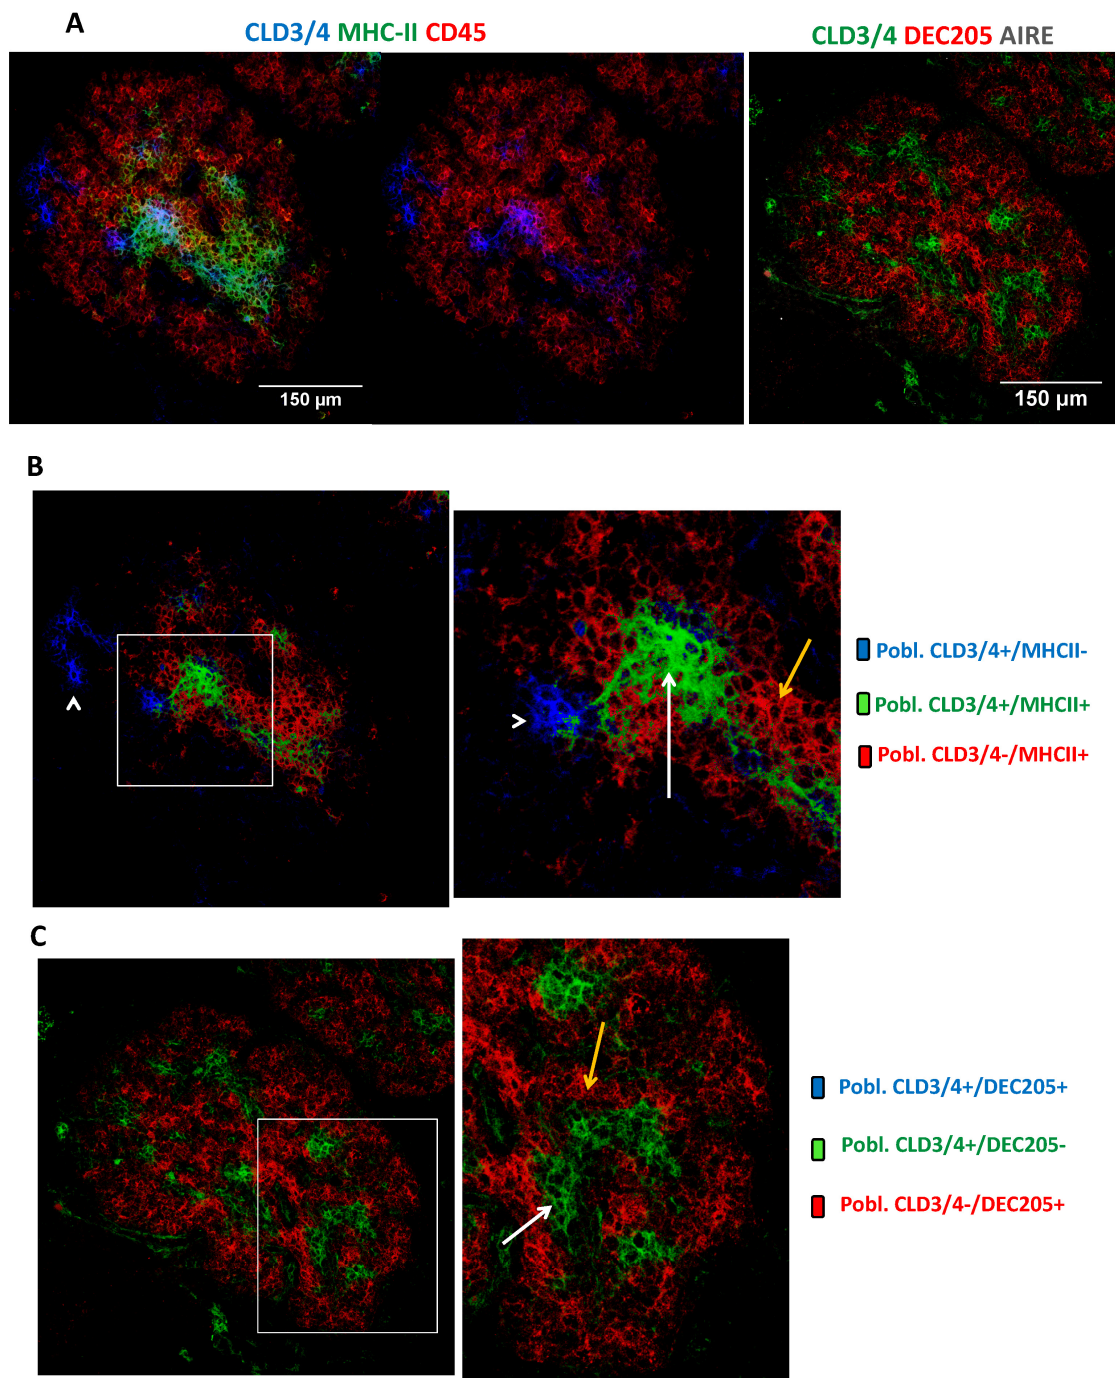 A
CLD3/4 MHC-II CD45
CLD3/4 DEC205 AIRE
150 µm
150 µm
B
Pobl. CLD3/4+/MHCII-
Pobl. CLD3/4+/MHCII+
Pobl. CLD3/4-/MHCII+
C
Pobl. CLD3/4+/DEC205+
Pobl. CLD3/4+/DEC205-
Pobl. CLD3/4-/DEC205+